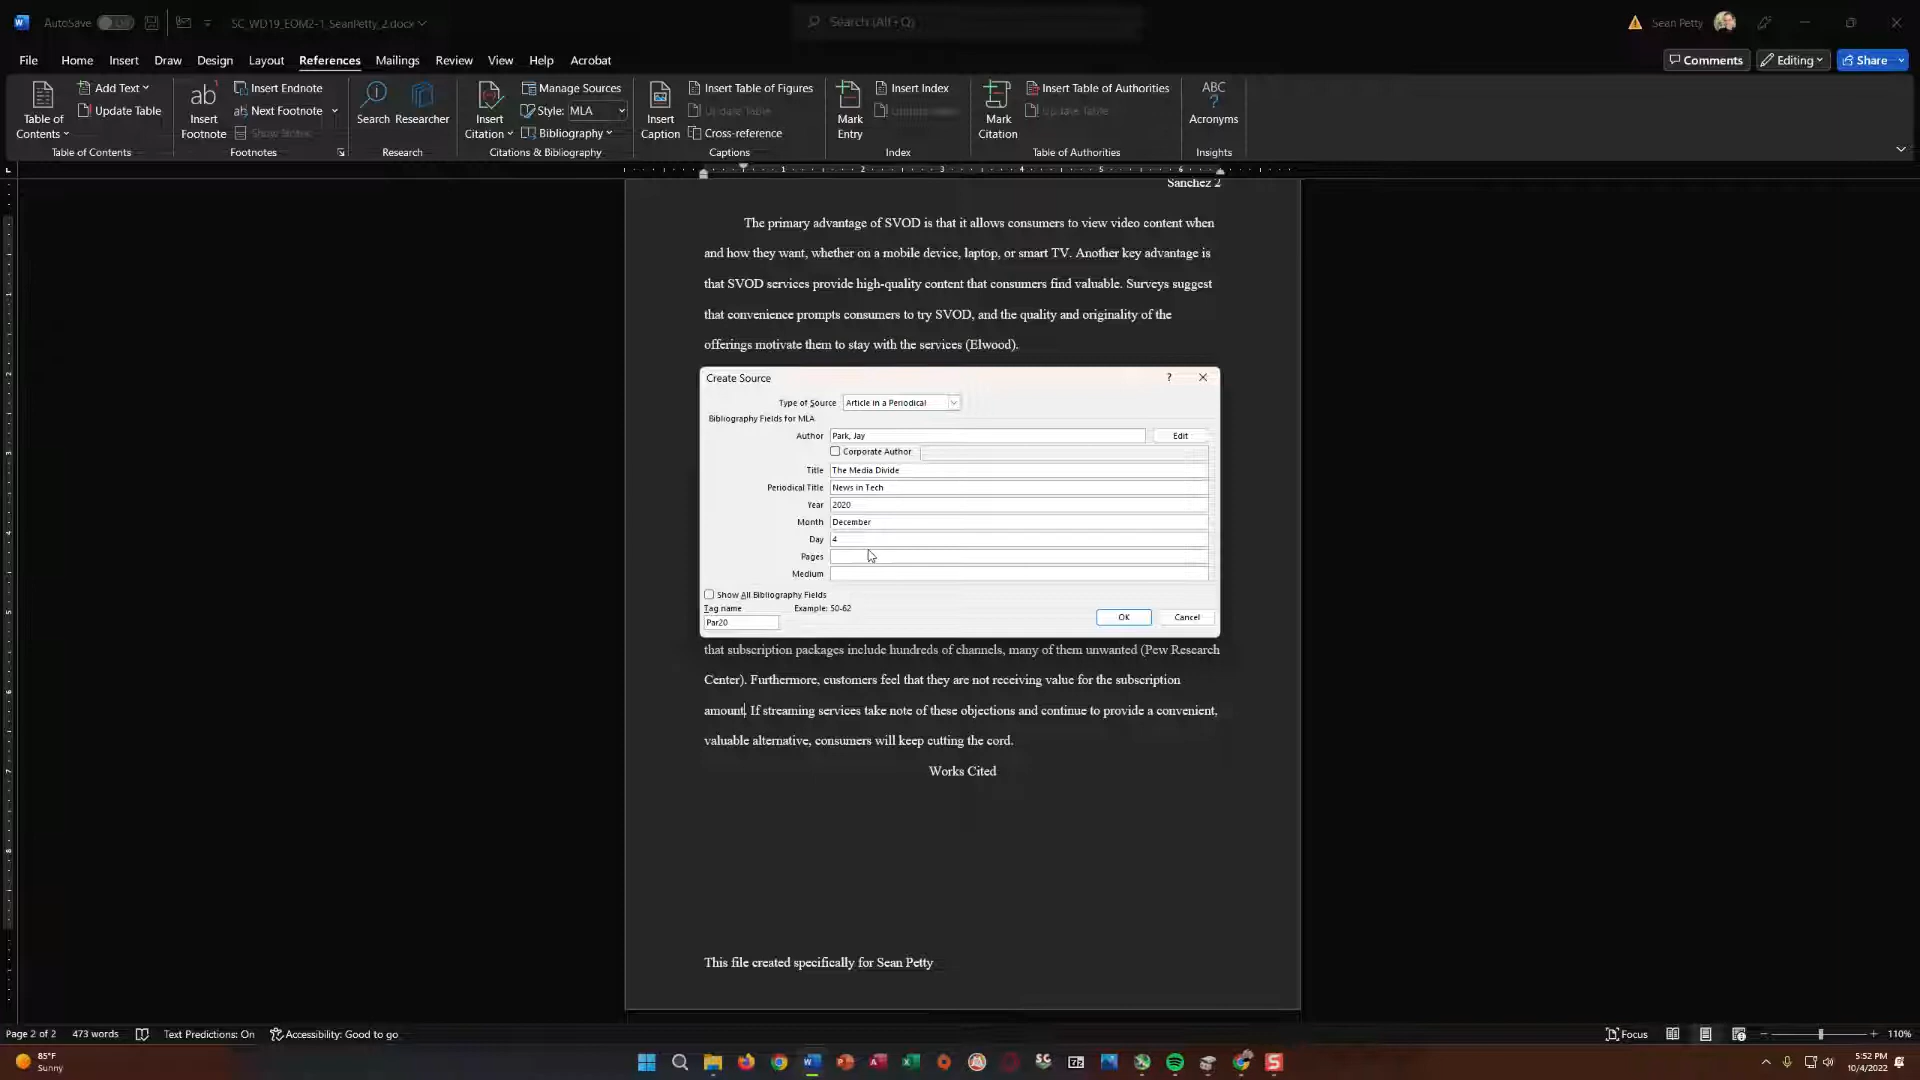 AutoSave Off SC_WD19_EOM2-1_SeanPetty_2.docx
Search (Alt+Q)
Sean Petty
File Home Insert Draw Design Layout References Mailings Review View Help Acrobat
Comments Editing Share
Table of Contents
Add Text
Update Table
Table of Contents
Insert Footnote
Insert Endnote
Next Footnote
Show Notes
Footnotes
Search
Researcher
Research
Insert Citation
Manage Sources
Style: MLA
Bibliography
Citations & Bibliography
Insert Caption
Insert Table of Figures
Update Table
Cross-reference
Captions
Mark Entry
Insert Index
Update Index
Index
Mark Citation
Insert Table of Authorities
Update Table
Table of Authorities
ABC
?
Acronyms
Insights
Sanchez 2
The primary advantage of SVOD is that it allows consumers to view video content when
and how they want, whether on a mobile device, laptop, or smart TV. Another key advantage is
that SVOD services provide high-quality content that consumers find valuable. Surveys suggest
that convenience prompts consumers to try SVOD, and the quality and originality of the
offerings motivate them to stay with the services (Elwood).
Create Source
Type of Source Article in a Periodical
Bibliography Fields for MLA
Author Park, Jay Edit
Corporate Author
Title The Media Divide
Periodical Title News in Tech
Year 2020
Month December
Day 4
Pages
Medium
Show All Bibliography Fields
Tag name Example: 50-62
Par20
OK Cancel
that subscription packages include hundreds of channels, many of them unwanted (Pew Research
Center). Furthermore, customers feel that they are not receiving value for the subscription
amount. If streaming services take note of these objections and continue to provide a convenient,
valuable alternative, consumers will keep cutting the cord.
Works Cited
This file created specifically for Sean Petty
Page 2 of 2 473 words Text Predictions: On Accessibility: Good to go Focus 110%
85°F
Sunny
5:52 PM
10/4/2022